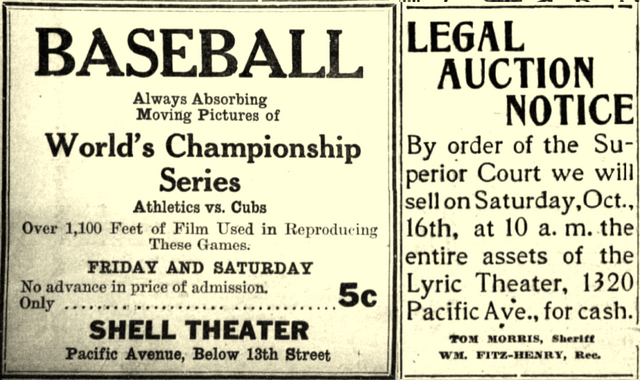 BASEBALL
Always Absorbing
Moving Pictures of
World's Championship
Series
Athletics vs. Cubs
Over 1,100 Feet of Film Used in Reproducing
These Games.
FRIDAY AND SATURDAY
No advance in price of admission.
Only ........................................ 5c
SHELL THEATER
Pacific Avenue, Below 13th Street
LEGAL
AUCTION
NOTICE
By order of the Su-
perior Court we will
sell on Saturday, Oct.,
16th, at 10 a. m. the
entire assets of the
Lyric Theater, 1320
Pacific Ave., for cash.
TOM MORRIS, Sheriff
WM. FITZ-HENRY, Rec.